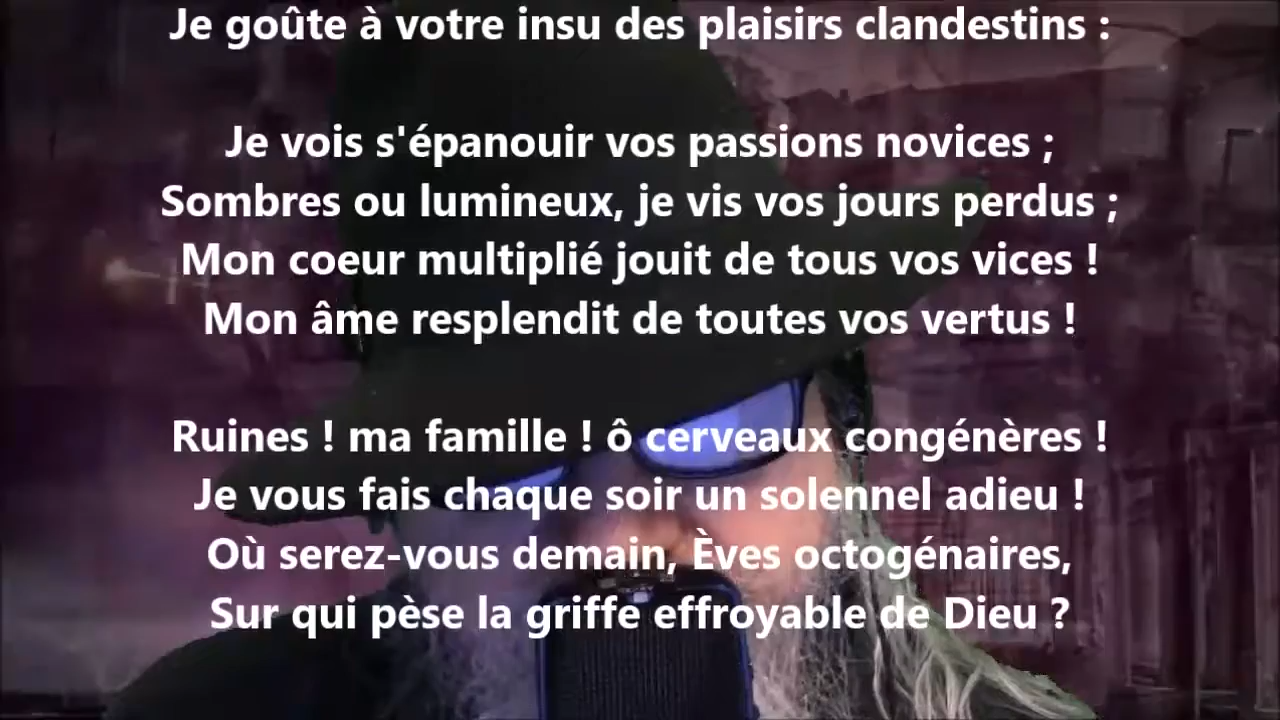 Je goûte à votre insu des plaisirs clandestins :
Je vois s'épanouir vos passions novices ;
Sombres ou lumineux, je vis vos jours perdus ;
Mon coeur multiplié jouit de tous vos vices !
Mon âme resplendit de toutes vos vertus !
Ruines ! ma famille ! ô cerveaux congénères !
Je vous fais chaque soir un solennel adieu !
Où serez-vous demain, Èves octogénaires,
Sur qui pèse la griffe effroyable de Dieu ?